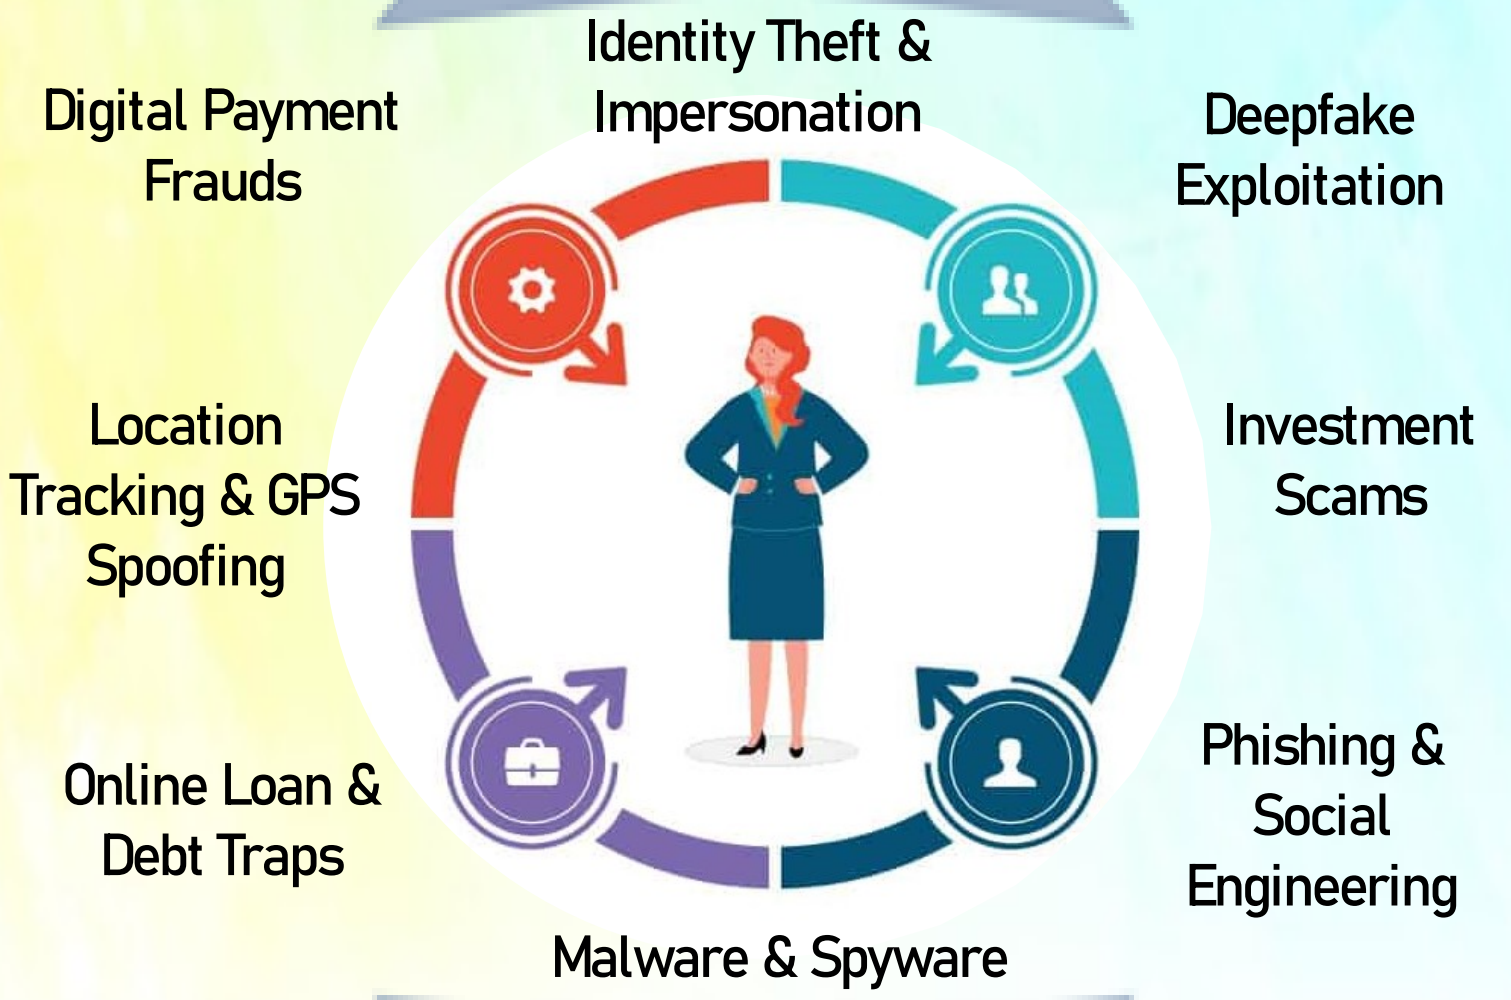 Identity Theft &
Impersonation
Digital Payment
Frauds
Deepfake
Exploitation
Location
Tracking & GPS
Spoofing
Investment
Scams
Online Loan &
Debt Traps
Phishing &
Social
Engineering
Malware & Spyware